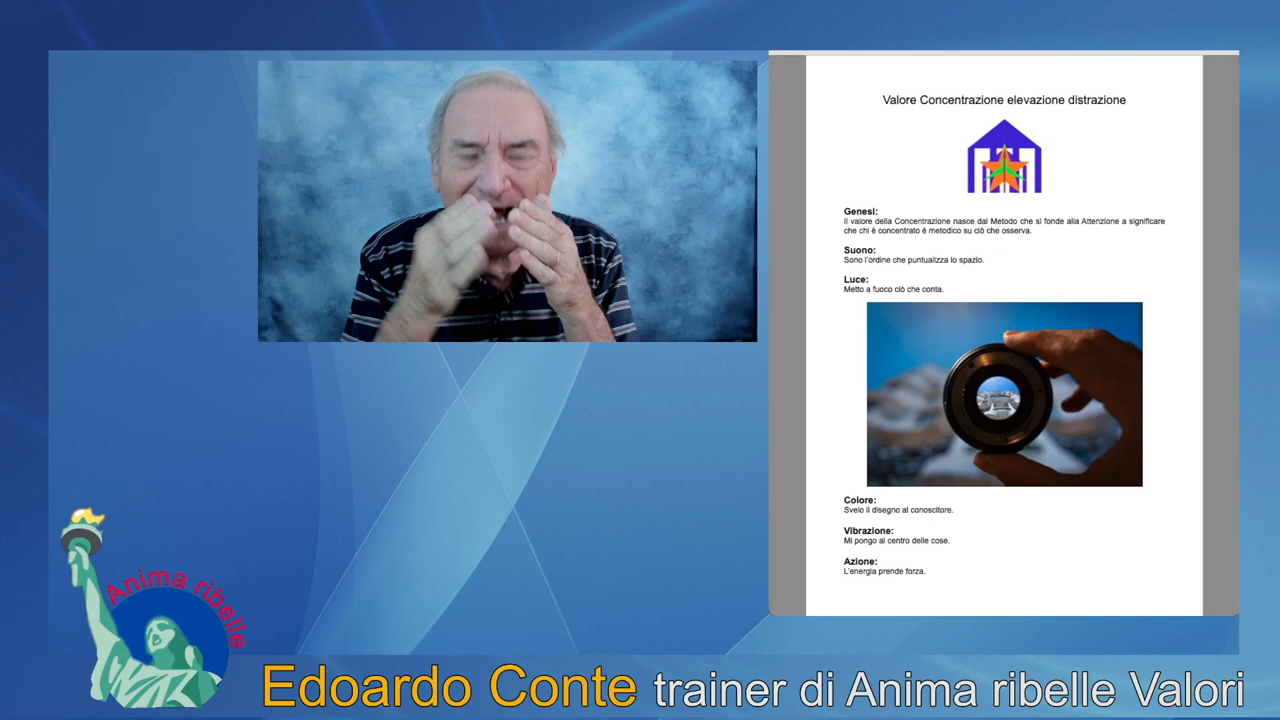 Valore Concentrazione elevazione distrazione
Genesi:
Il valore della Concentrazione nasce dal Metodo che si fonde alla Attenzione a significare
che chi è concentrato è metodico su ciò che osserva.
Suono:
Sono l'ordine che puntualizza lo spazio.
Luce:
Metto a fuoco ciò che conta.
Colore:
Svelo il disegno al conoscitore.
Vibrazione:
Mi pongo al centro delle cose.
Azione:
L'energia prende forza.
Anima ribelle
Edoardo Conte trainer di Anima ribelle Valori